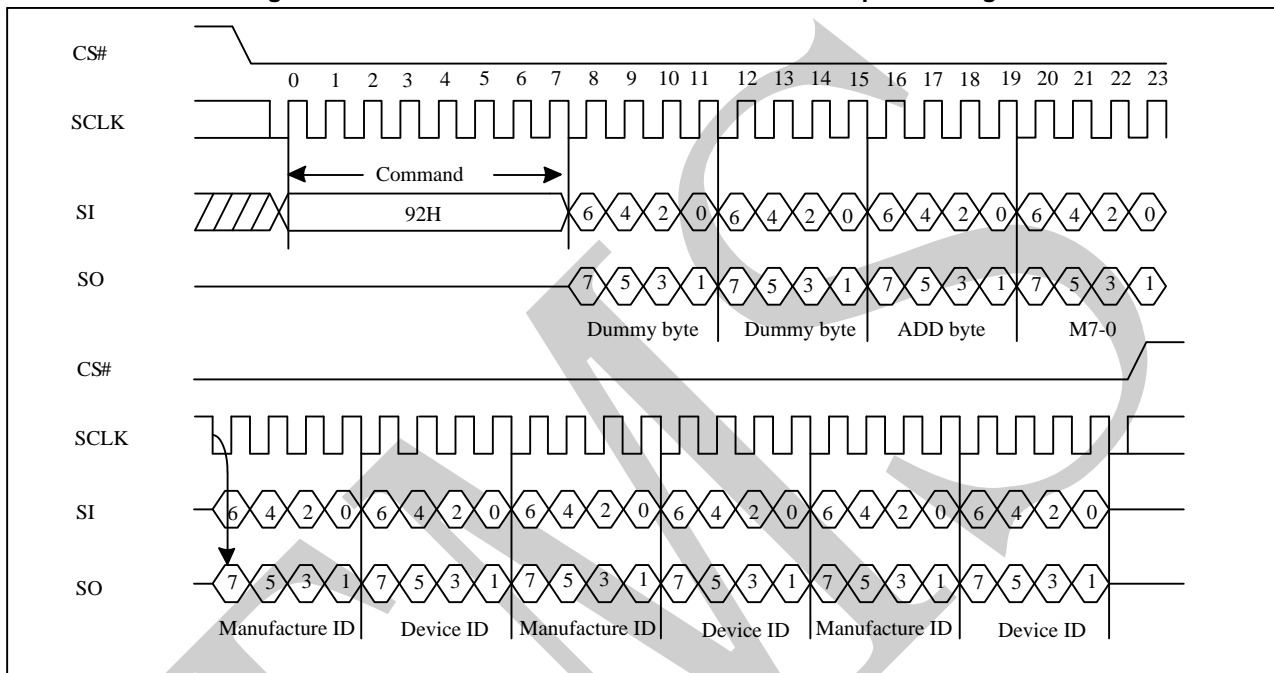 CS#
0 1 2 3 4 5 6 7 8 9 10 11 12 13 14 15 16 17 18 19 20 21 22 23
SCLK
Command
SI 92H 6 4 2 0 6 4 2 0 6 4 2 0 6 4 2 0
SO 7 5 3 1 7 5 3 1 7 5 3 1 7 5 3 1
Dummy byte Dummy byte ADD byte M7-0
CS#
SCLK
SI 6 4 2 0 6 4 2 0 6 4 2 0 6 4 2 0 6 4 2 0 6 4 2 0
SO 7 5 3 1 7 5 3 1 7 5 3 1 7 5 3 1 7 5 3 1 7 5 3 1
Manufacture ID Device ID Manufacture ID Device ID Manufacture ID Device ID